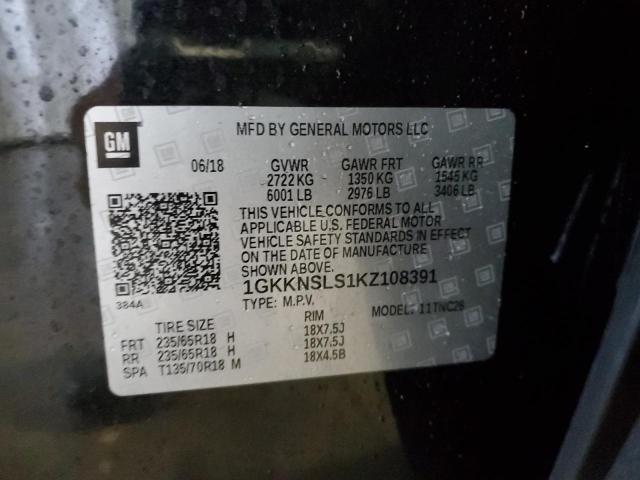 GM
MFD BY GENERAL MOTORS LLC
06/18 GVWR GAWR FRT GAWR RR
2722 KG 1350 KG 1545 KG
6001 LB 2976 LB 3406 LB
THIS VEHICLE CONFORMS TO ALL
APPLICABLE U.S. FEDERAL MOTOR
VEHICLE SAFETY STANDARDS IN EFFECT
ON THE DATE OF MANUFACTURE
SHOWN ABOVE.
384A 1GKKNSLS1KZ108391
TYPE: M.P.V. MODEL: 11TNC26
TIRE SIZE RIM
FRT 235/65R18 H 18X7.5J
RR 235/65R18 H 18X7.5J
SPA T135/70R18 M 18X4.5B